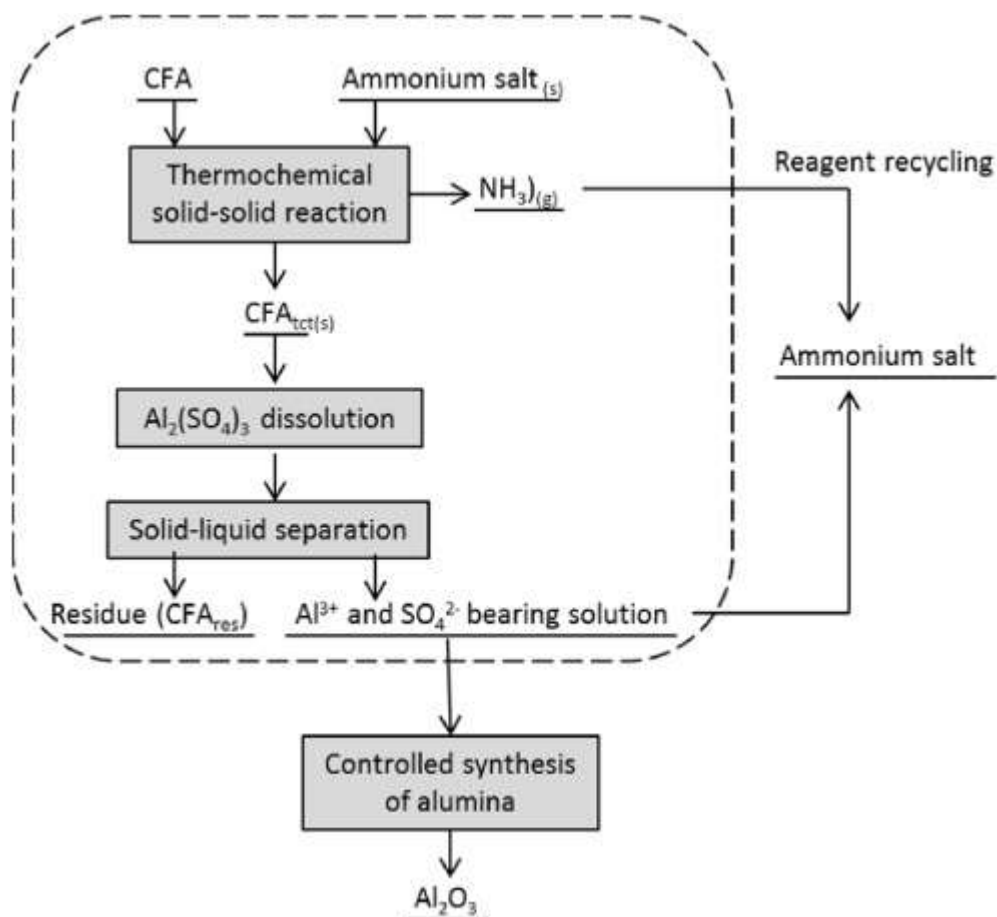 CFA
Ammonium salt (s)
Thermochemical
solid-solid reaction
NH₃)(g)
Reagent recycling
CFAtct(s)
Ammonium salt
Al₂(SO₄)₃ dissolution
Solid-liquid separation
Residue (CFAres)
Al³⁺ and SO₄²⁻ bearing solution
Controlled synthesis
of alumina
Al₂O₃